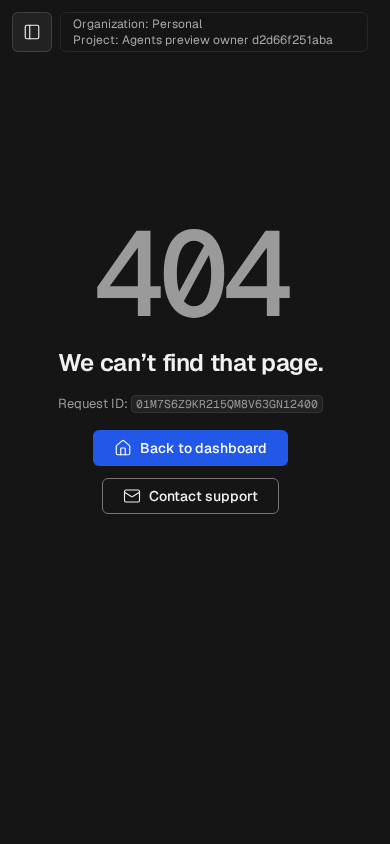 Organization: Personal
Project: Agents preview owner d2d66f251aba
404
We can’t find that page.
Request ID: 01M7S6Z9KR215QM8V63GN12400
Back to dashboard
Contact support